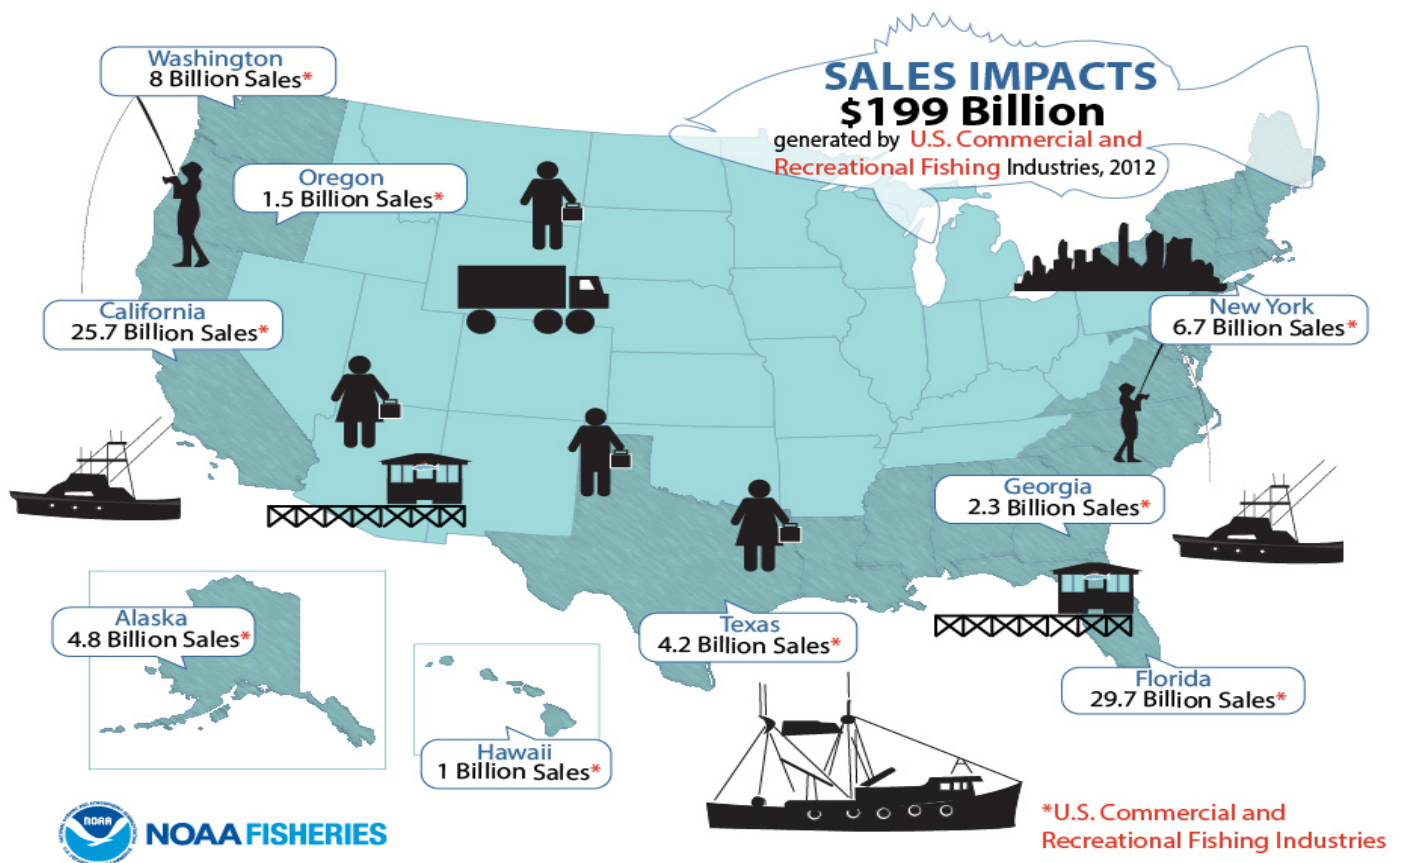 SALES IMPACTS
$199 Billion
generated by U.S. Commercial and
Recreational Fishing Industries, 2012
Washington
8 Billion Sales*
Oregon
1.5 Billion Sales*
California
25.7 Billion Sales*
New York
6.7 Billion Sales*
Georgia
2.3 Billion Sales*
Alaska
4.8 Billion Sales*
Texas
4.2 Billion Sales*
Florida
29.7 Billion Sales*
Hawaii
1 Billion Sales*
NOAA
NOAA FISHERIES
*U.S. Commercial and
Recreational Fishing Industries